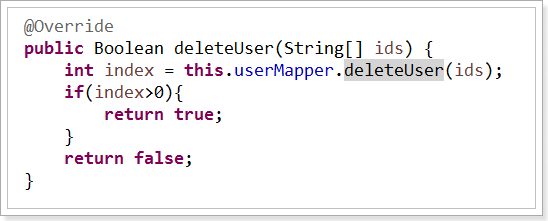 @Override
public Boolean deleteUser(String[] ids) {
    int index = this.userMapper.deleteUser(ids);
    if(index>0){
        return true;
    }
    return false;
}